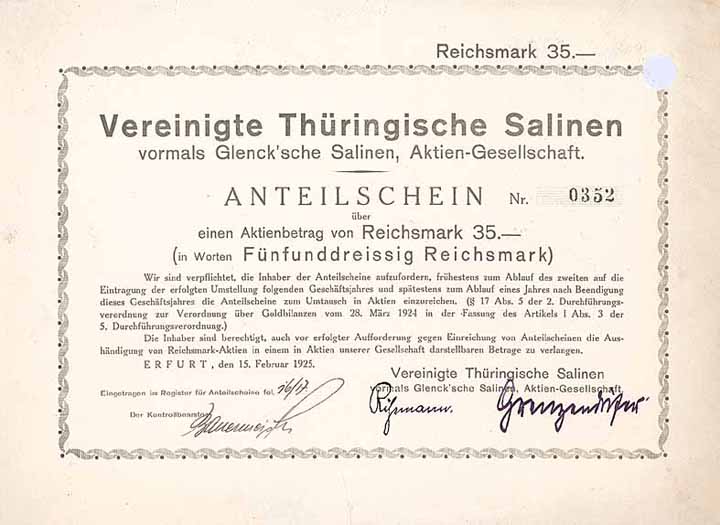 Reichsmark 35.—
Vereinigte Thüringische Salinen
vormals Glenck'sche Salinen, Aktien-Gesellschaft.
ANTEILSCHEIN Nr. 0352
über
einen Aktienbetrag von Reichsmark 35.—
(in Worten Fünfunddreissig Reichsmark)
Wir sind verpflichtet, die Inhaber der Anteilscheine aufzufordern, frühestens zum Ablauf des zweiten auf die
Eintragung der erfolgten Umstellung folgenden Geschäftsjahres und spätestens zum Ablauf eines Jahres nach Beendigung
dieses Geschäftsjahres die Anteilscheine zum Umtausch in Aktien einzureichen. (§ 17 Abs. 5 der 2. Durchführungs-
verordnung zur Verordnung über Goldbilanzen vom 28. März 1924 in der Fassung des Artikels I Abs. 3 der
5. Durchführungsverordnung.)
Die Inhaber sind berechtigt, auch vor erfolgter Aufforderung gegen Einreichung von Anteilscheinen die Aus-
händigung von Reichsmark-Aktien in einem in Aktien unserer Gesellschaft darstellbaren Betrage zu verlangen.
ERFURT, den 15. Februar 1925.
Vereinigte Thüringische Salinen
vormals Glenck'sche Salinen, Aktien-Gesellschaft.
Eingetragen im Register für Anteilscheine fol. 36/17
Der Kontrollbeamte: